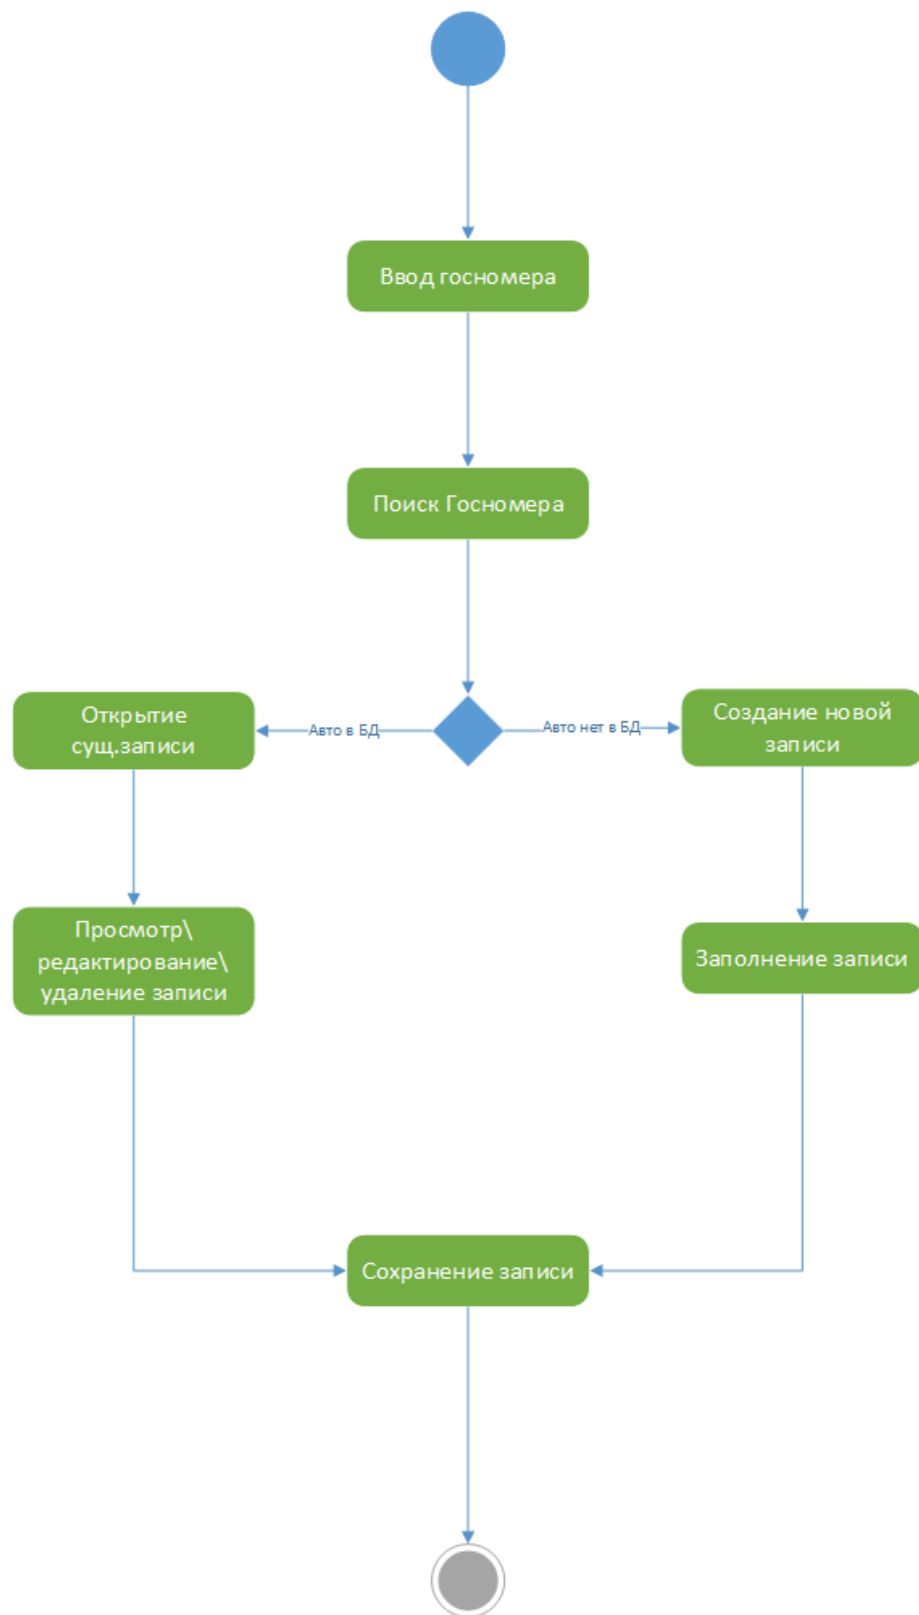 Ввод госномера
Поиск Госномера
Открытие
сущ.записи
Авто в БД
Авто нет в БД
Создание новой
записи
Просмотр\
редактирование\
удаление записи
Заполнение записи
Сохранение записи